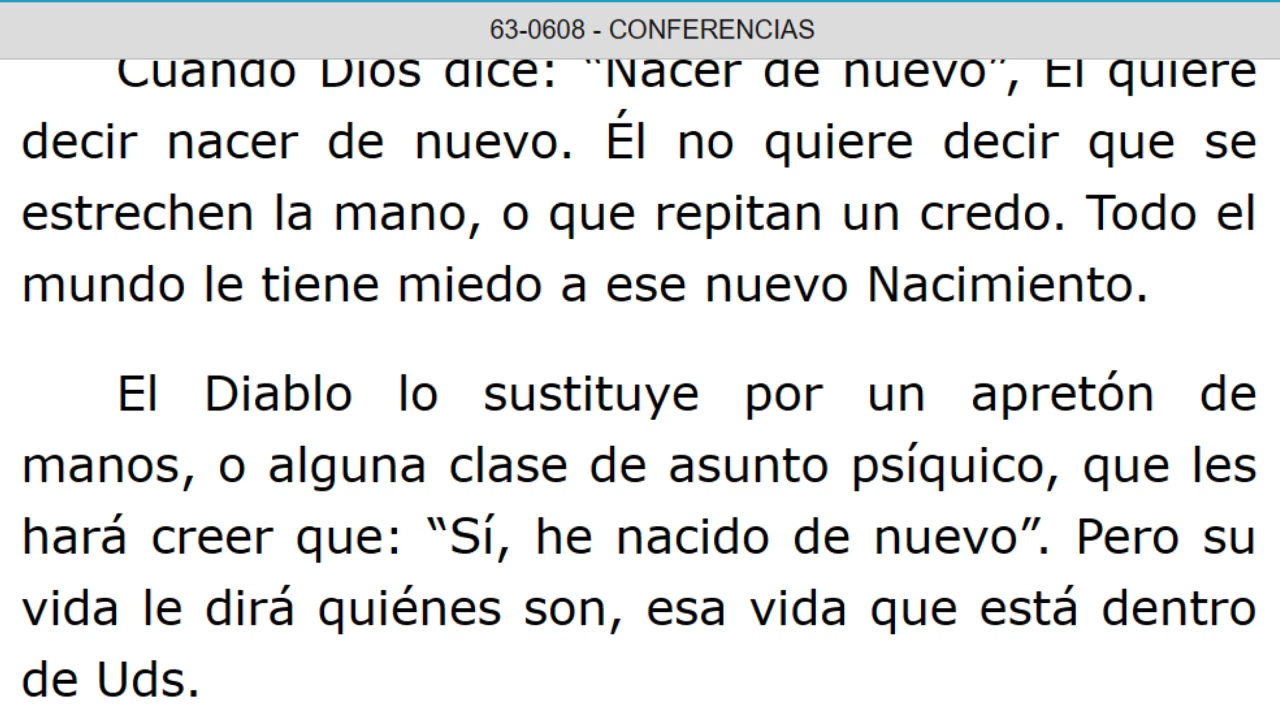 63-0608 - CONFERENCIAS
Cuando Dios dice: “Nacer de nuevo”, Él quiere
decir nacer de nuevo. Él no quiere decir que se
estrechen la mano, o que repitan un credo. Todo el
mundo le tiene miedo a ese nuevo Nacimiento.
El Diablo lo sustituye por un apretón de
manos, o alguna clase de asunto psíquico, que les
hará creer que: “Sí, he nacido de nuevo”. Pero su
vida le dirá quiénes son, esa vida que está dentro
de Uds.